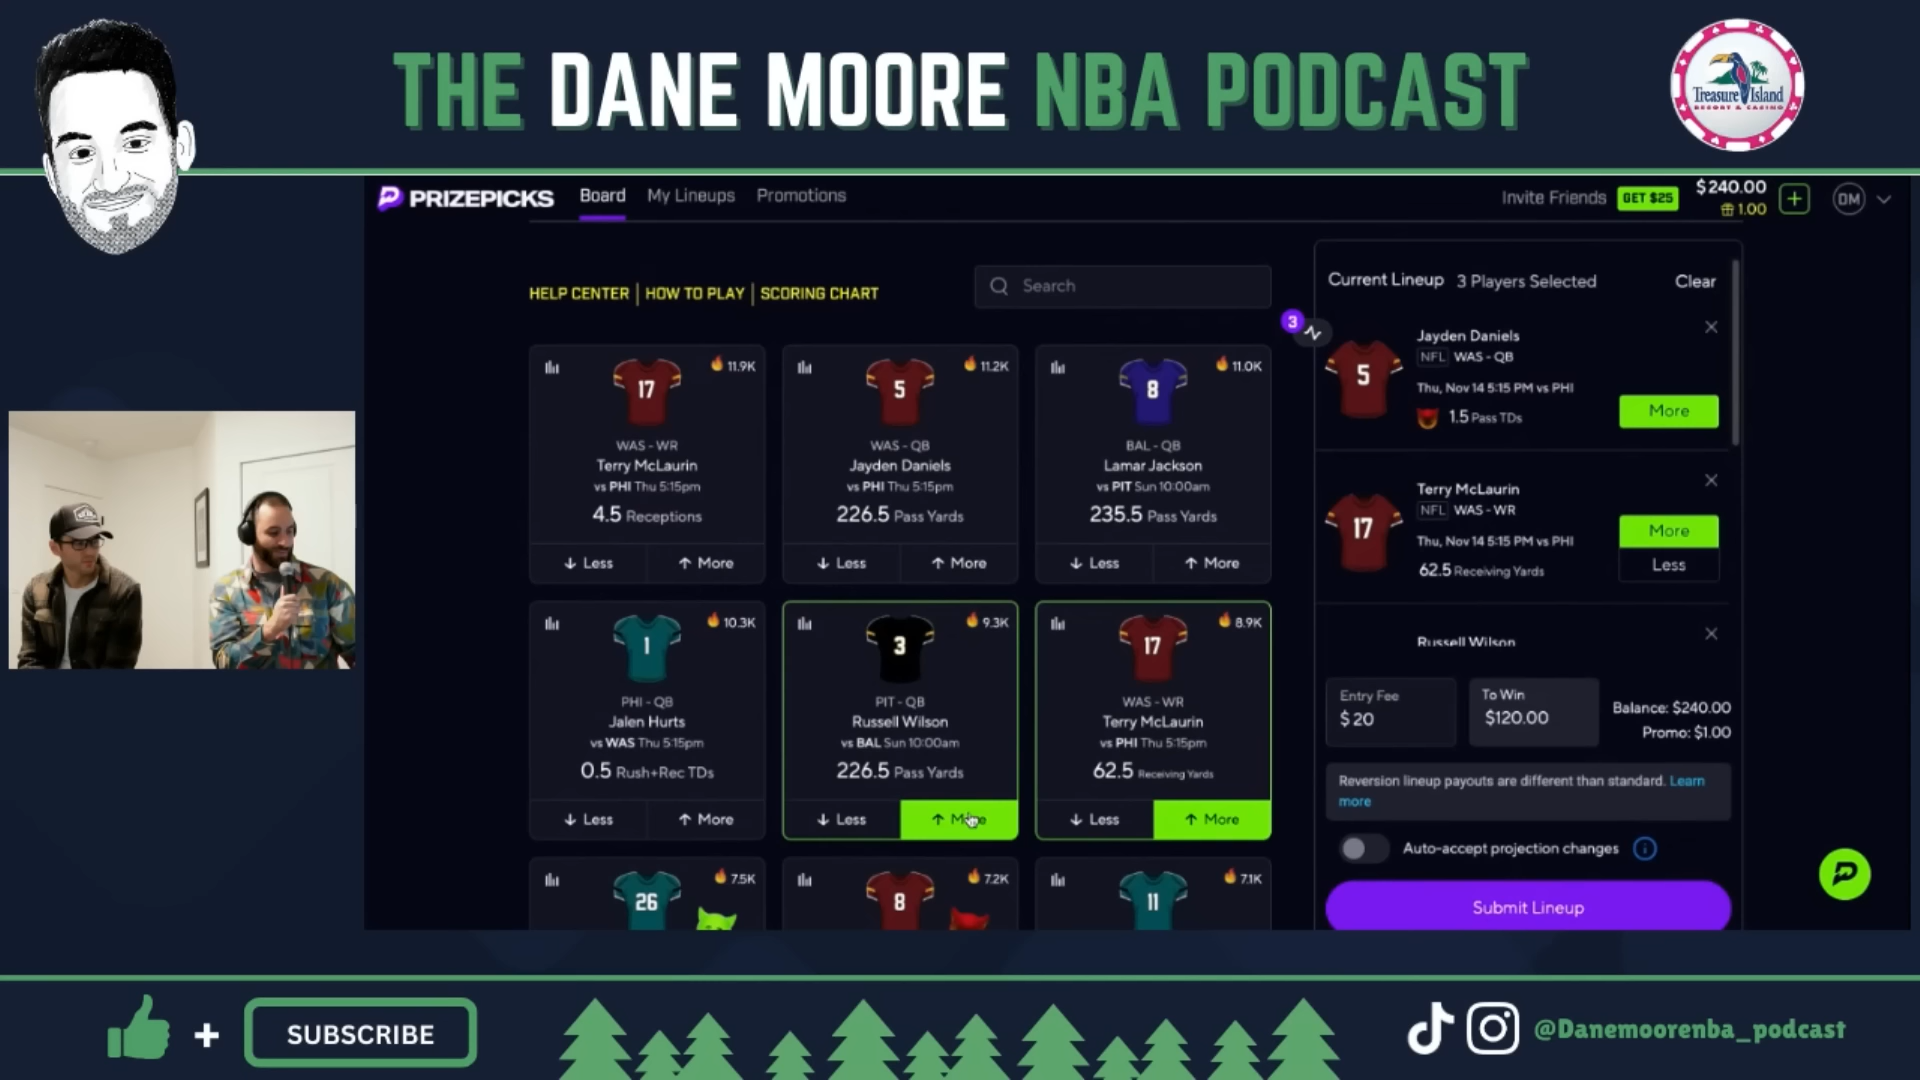 THE DANE MOORE NBA PODCAST
Treasure Island
RESORT & CASINO
PRIZEPICKS
Board
My Lineups
Promotions
Invite Friends
GET $25
$240.00
1.00
DM
HELP CENTER
HOW TO PLAY
SCORING CHART
Search
Current Lineup
3 Players Selected
Clear
3
17
11.9K
WAS - WR
Terry McLaurin
vs PHI Thu 5:15pm
4.5 Receptions
Less
More
5
11.2K
WAS - QB
Jayden Daniels
vs PHI Thu 5:15pm
226.5 Pass Yards
Less
More
8
11.0K
BAL - QB
Lamar Jackson
vs PIT Sun 10:00am
235.5 Pass Yards
Less
More
1
10.3K
PHI - QB
Jalen Hurts
vs WAS Thu 5:15pm
0.5 Rush+Rec TDs
Less
More
3
9.3K
PIT - QB
Russell Wilson
vs BAL Sun 10:00am
226.5 Pass Yards
Less
More
17
8.9K
WAS - WR
Terry McLaurin
vs PHI Thu 5:15pm
62.5 Receiving Yards
Less
More
26
7.5K
8
7.2K
11
7.1K
5
Jayden Daniels
NFL WAS - QB
Thu, Nov 14 5:15 PM vs PHI
1.5 Pass TDs
More
17
Terry McLaurin
NFL WAS - WR
Thu, Nov 14 5:15 PM vs PHI
62.5 Receiving Yards
More
Less
Russell Wilson
Entry Fee
$ 20
To Win
$120.00
Balance: $240.00
Promo: $1.00
Reversion lineup payouts are different than standard. Learn
more
Auto-accept projection changes
Submit Lineup
+
SUBSCRIBE
@Danemoorenba_podcast